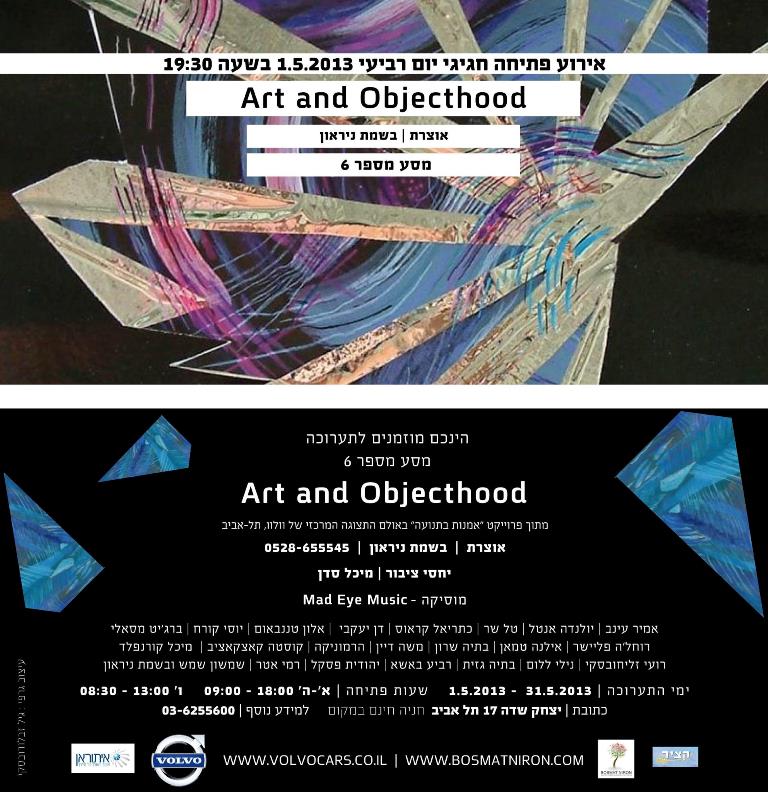 אירוע פתיחה חגיגי יום רביעי 1.5.2013 בשעה 19:30
Art and Objecthood
אוצרת | בשמת ניראון
מסע מספר 6
הינכם מוזמנים לתערוכה
מסע מספר 6
Art and Objecthood
מתוך פרוייקט "אמנות בתנועה" באולם התצוגה המרכזי של וולוו, תל-אביב
אוצרת | בשמת ניראון | 0528-655545
יחסי ציבור | מיכל סדן
מוסיקה - Mad Eye Music
אמיר עינב | יולנדה אנטל | טל שר | כתריאל קראוס | דן יעקבי | אלון טננבאום | יוסי קורח | ברג'יט מסאלי
רוחל'ה פליישר | אילנה טמאן | בתיה שרון | משה דיין | הרמוניקה | קוסטה קאצקאציב | מיכל קורנפלד
רועי זליחובסקי | נילי ללום | בתיה גזית | רביע באשא | יהודית פסקל | רמי אטר | שמשון שמש ובשמת ניראון
ימי התערוכה | 31.5.2013 - 1.5.2013 שעות פתיחה | א'-ה' 18:00 - 09:00 ו' 13:00 - 08:30
כתובת | יצחק שדה 17 תל אביב חניה חינם במקום למידע נוסף | 03-6255600
איתוראן
VOLVO
WWW.VOLVOCARS.CO.IL | WWW.BOSMATNIRON.COM
BOSMAT NIRON
הקציר